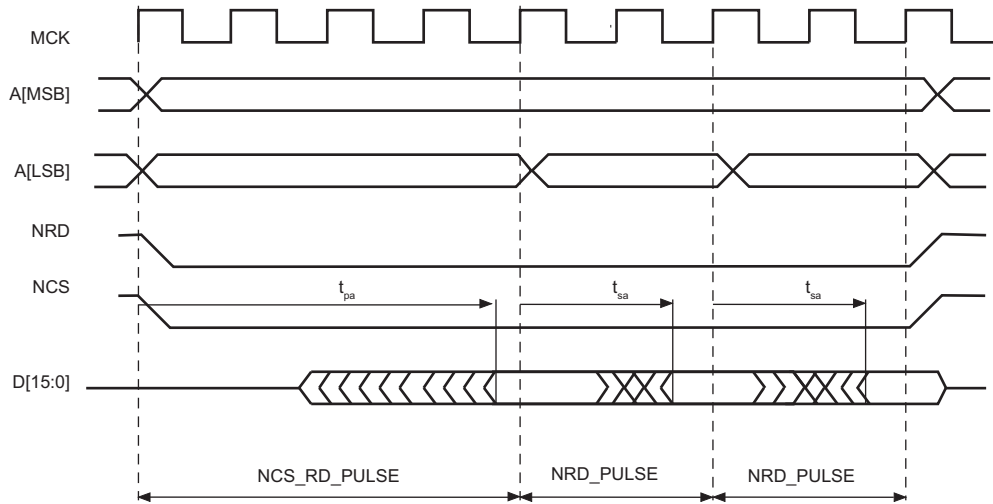 MCK
A[MSB]
A[LSB]
NRD
NCS
tpa
tsa
tsa
D[15:0]
NCS_RD_PULSE
NRD_PULSE
NRD_PULSE